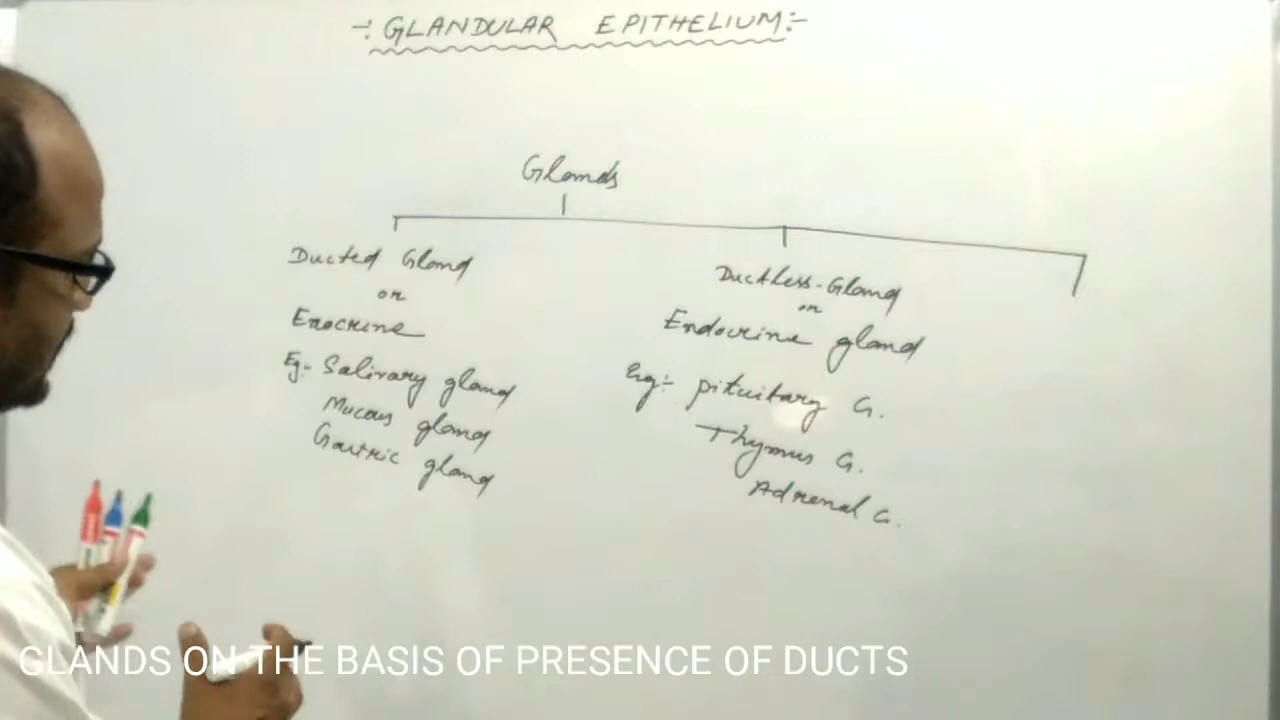 -: GLANDULAR EPITHELIUM :-
Glands
Ducted Gland
or
Exocrine
Eg:- Salivary gland
Mucous gland
Gastric gland
Ductless-Gland
or
Endocrine gland
Eg:- pituitary G.
Thymus G.
Adrenal G.
GLANDS ON THE BASIS OF PRESENCE OF DUCTS